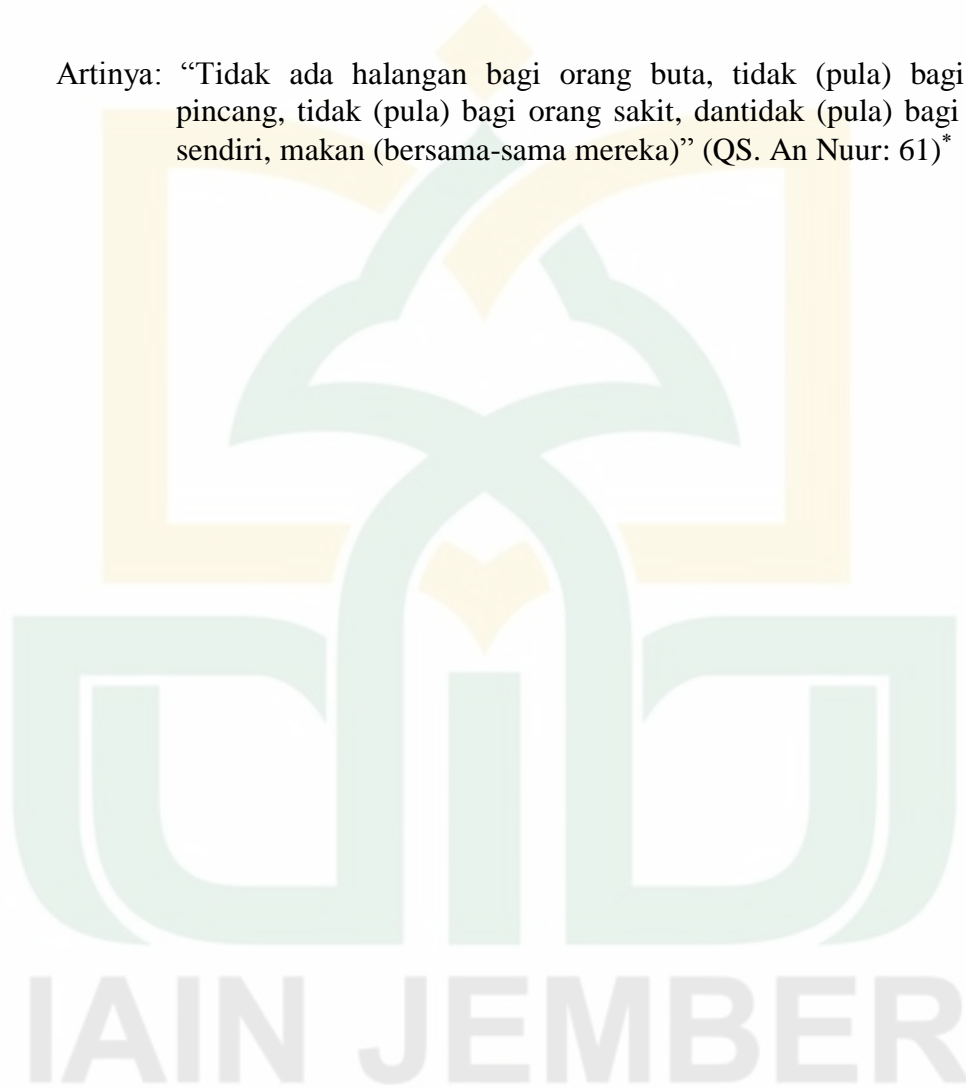 Artinya: “Tidak ada halangan bagi orang buta, tidak (pula) bagi
pincang, tidak (pula) bagi orang sakit, dantidak (pula) bagi
sendiri, makan (bersama-sama mereka)” (QS. An Nuur: 61)*
IAIN JEMBER